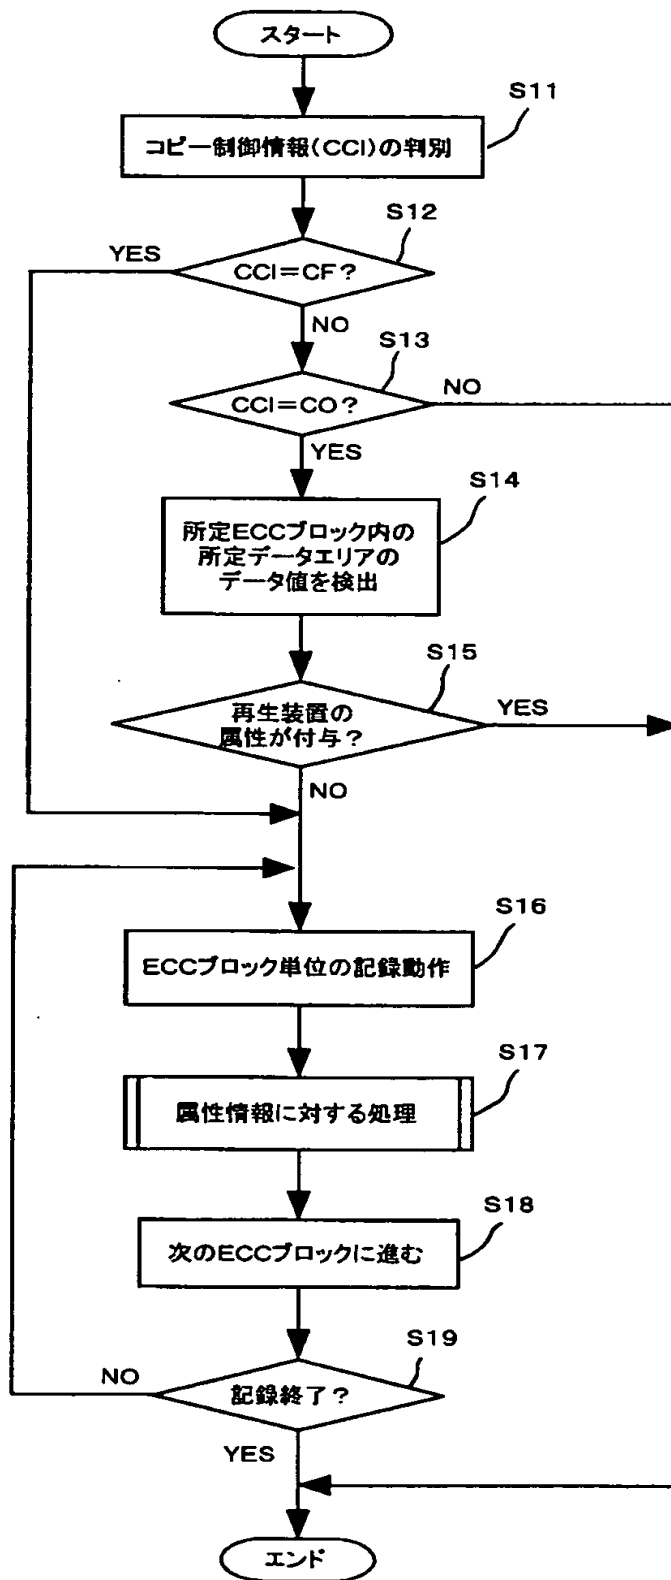 スタート
S11
コピー制御情報(CCI)の判別
S12
YES
CCI=CF?
NO
S13
CCI=CO?
NO
YES
S14
所定ECCブロック内の
所定データエリアの
データ値を検出
S15
再生装置の
属性が付与?
YES
NO
S16
ECCブロック単位の記録動作
S17
属性情報に対する処理
S18
次のECCブロックに進む
S19
NO
記録終了?
YES
エンド